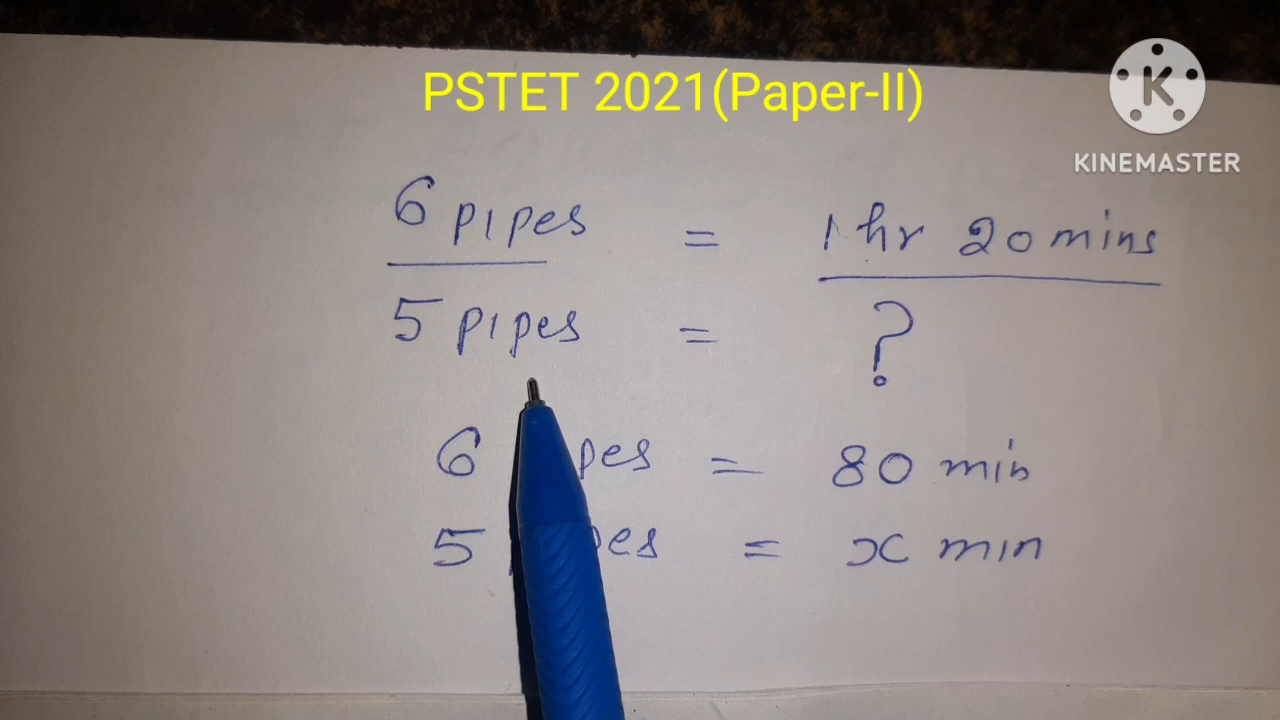 PSTET 2021(Paper-II)
K
KINEMASTER
6 pipes = 1 hr 20 mins
5 pipes = ?
6 pes = 80 min
5 pes = x min